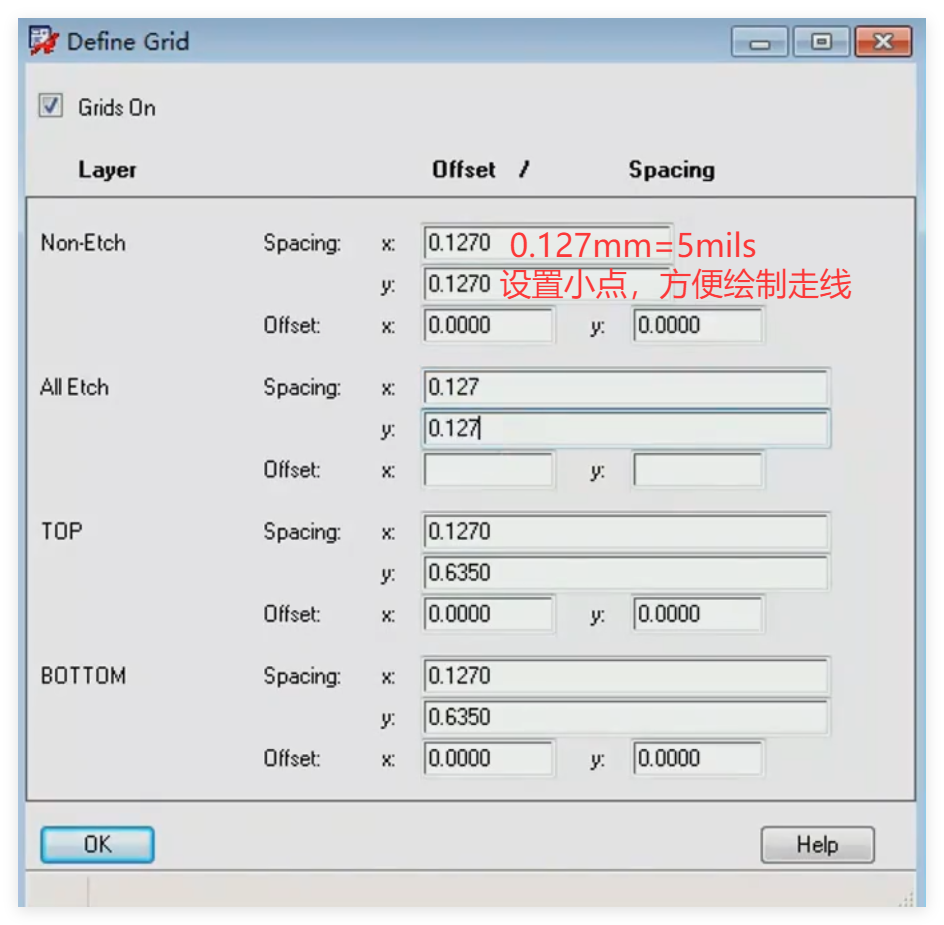 Define Grid
Grids On
Layer Offset / Spacing
Non-Etch Spacing: x: 0.1270 0.127mm=5mils
y: 0.1270 设置小点，方便绘制走线
Offset: x: 0.0000 y: 0.0000
All Etch Spacing: x: 0.127
y: 0.127
Offset: x: y:
TOP Spacing: x: 0.1270
y: 0.6350
Offset: x: 0.0000 y: 0.0000
BOTTOM Spacing: x: 0.1270
y: 0.6350
Offset: x: 0.0000 y: 0.0000
OK Help